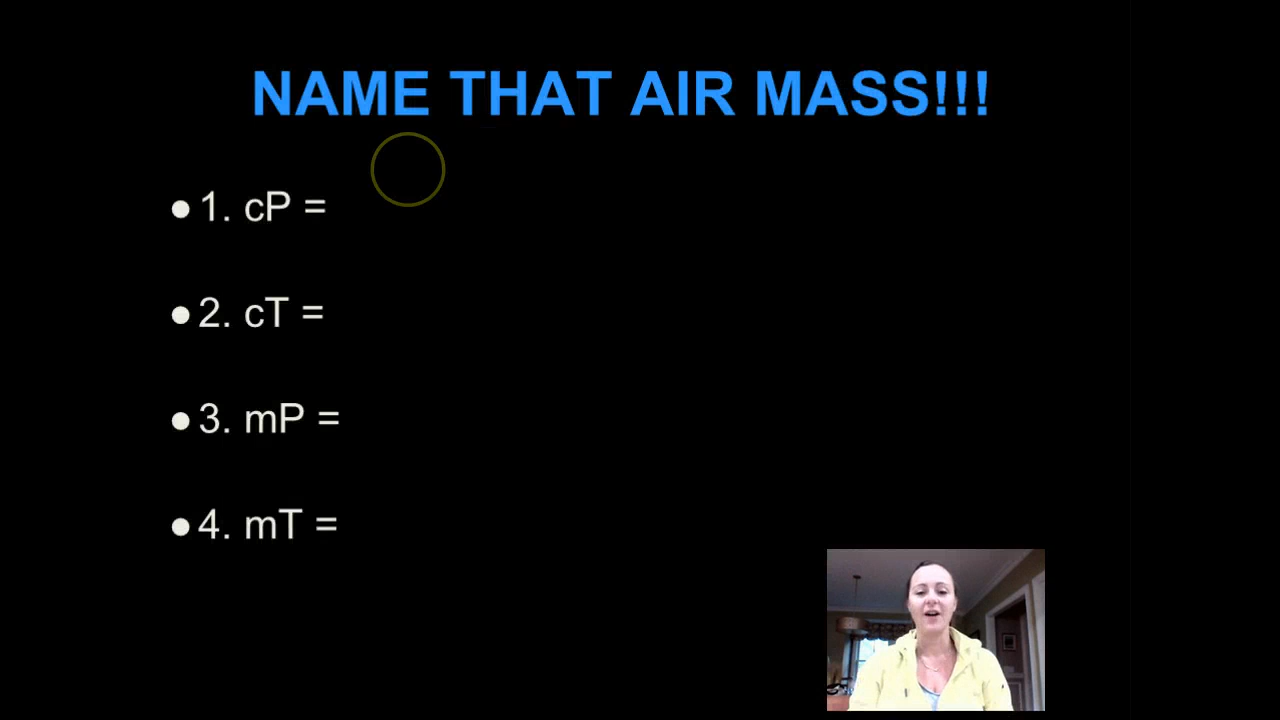 NAME THAT AIR MASS!!!
● 1. cP =
● 2. cT =
● 3. mP =
● 4. mT =